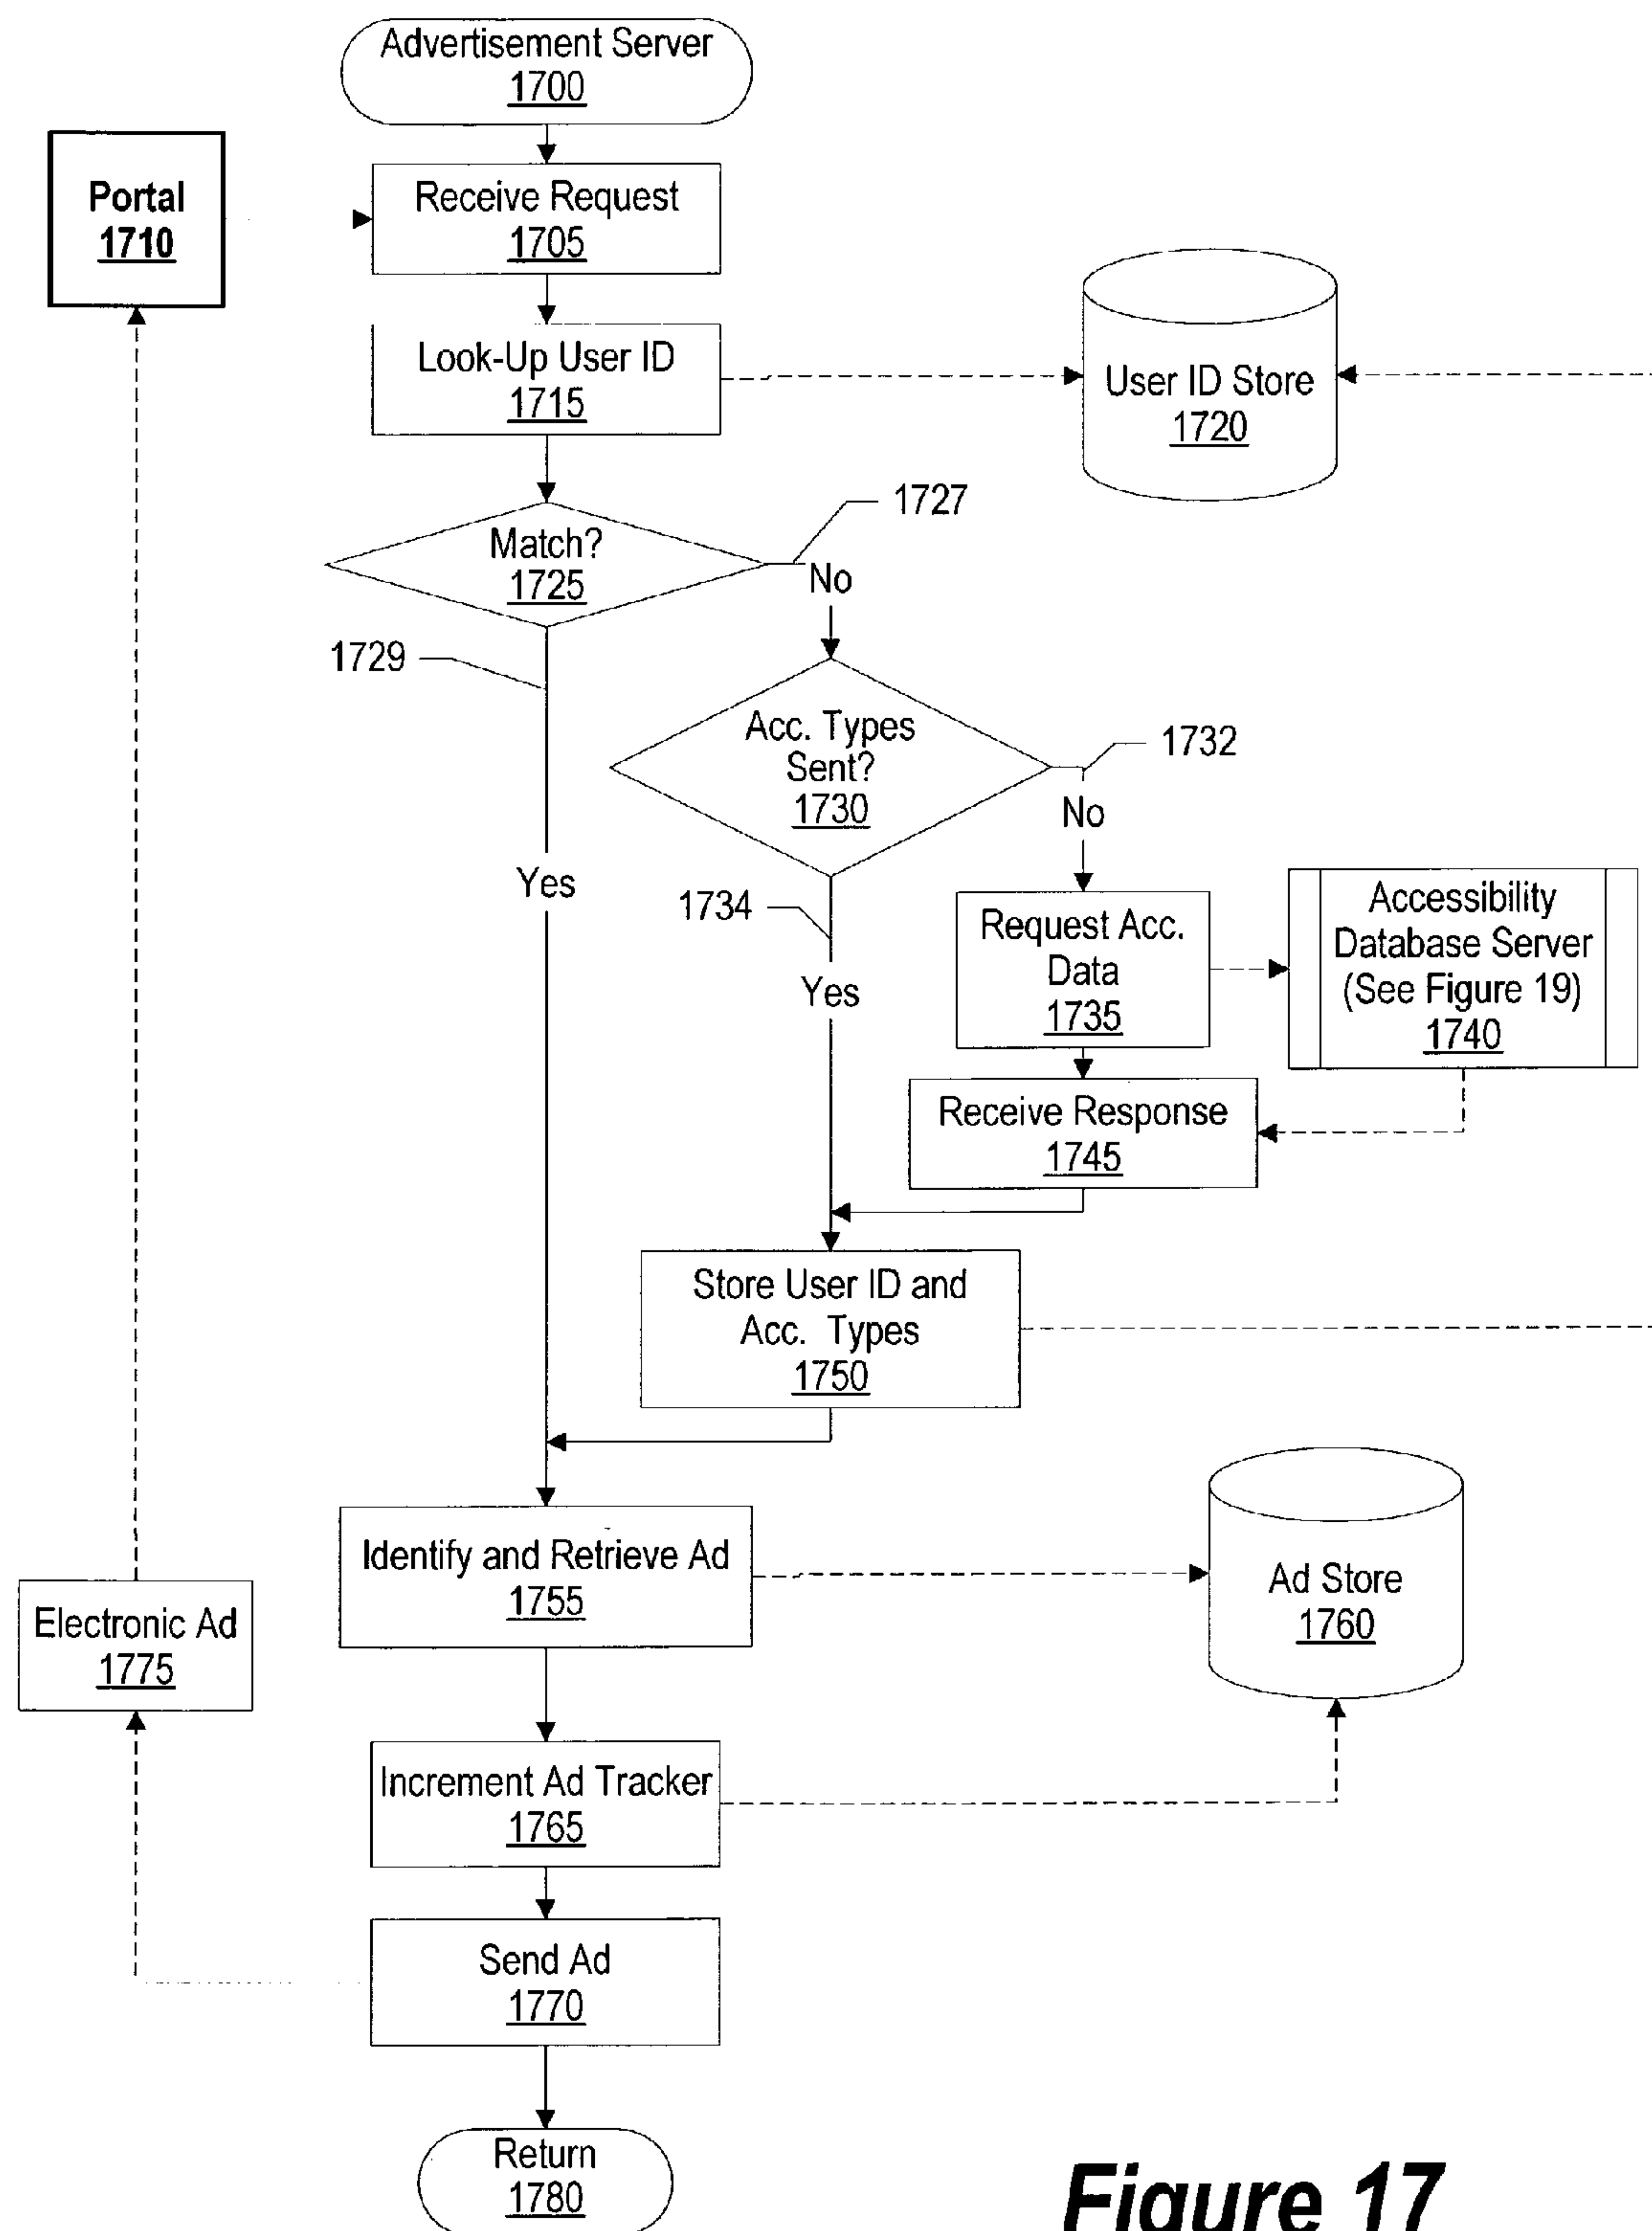 Advertisement Server
1700
Portal
1710
Receive Request
1705
Look-Up User ID
1715
User ID Store
1720
1727
Match?
1725
No
1729
Acc. Types
Sent?
1730
1732
No
Yes
1734
Yes
Request Acc.
Data
1735
Accessibility
Database Server
(See Figure 19)
1740
Receive Response
1745
Store User ID and
Acc. Types
1750
Identify and Retrieve Ad
1755
Ad Store
1760
Electronic Ad
1775
Increment Ad Tracker
1765
Send Ad
1770
Return
1780
Figure 17